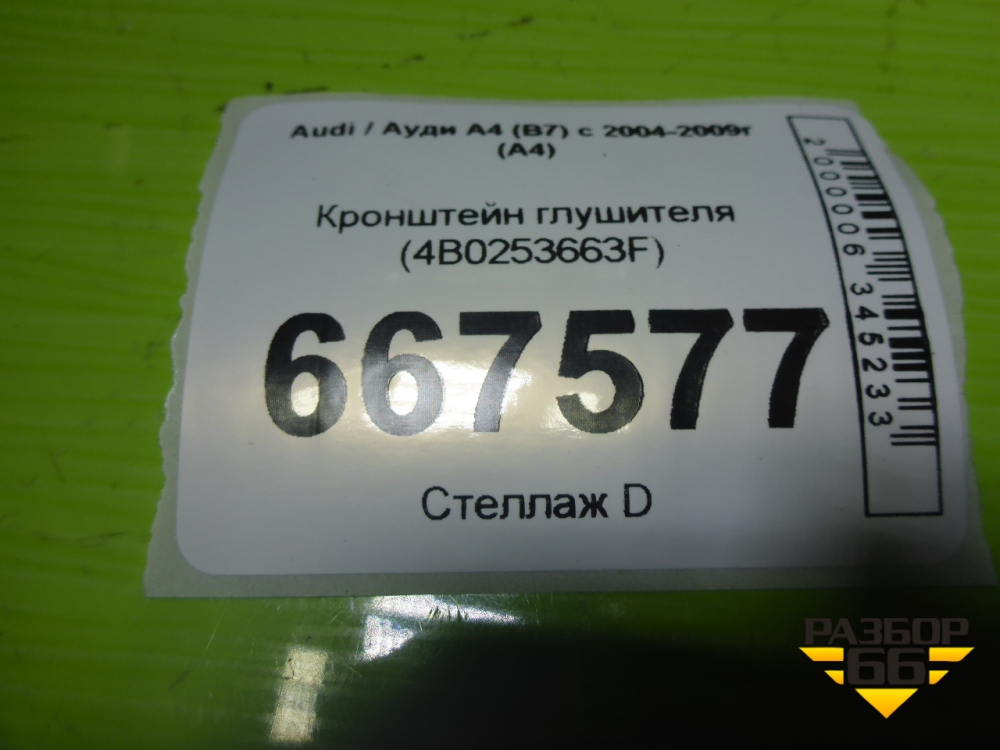 Audi / Ауди А4 (В7) с 2004-2009г
(А4)
Кронштейн глушителя
(4B0253663F)
667577
Стеллаж D
2000006345233
РАЗБОР
66